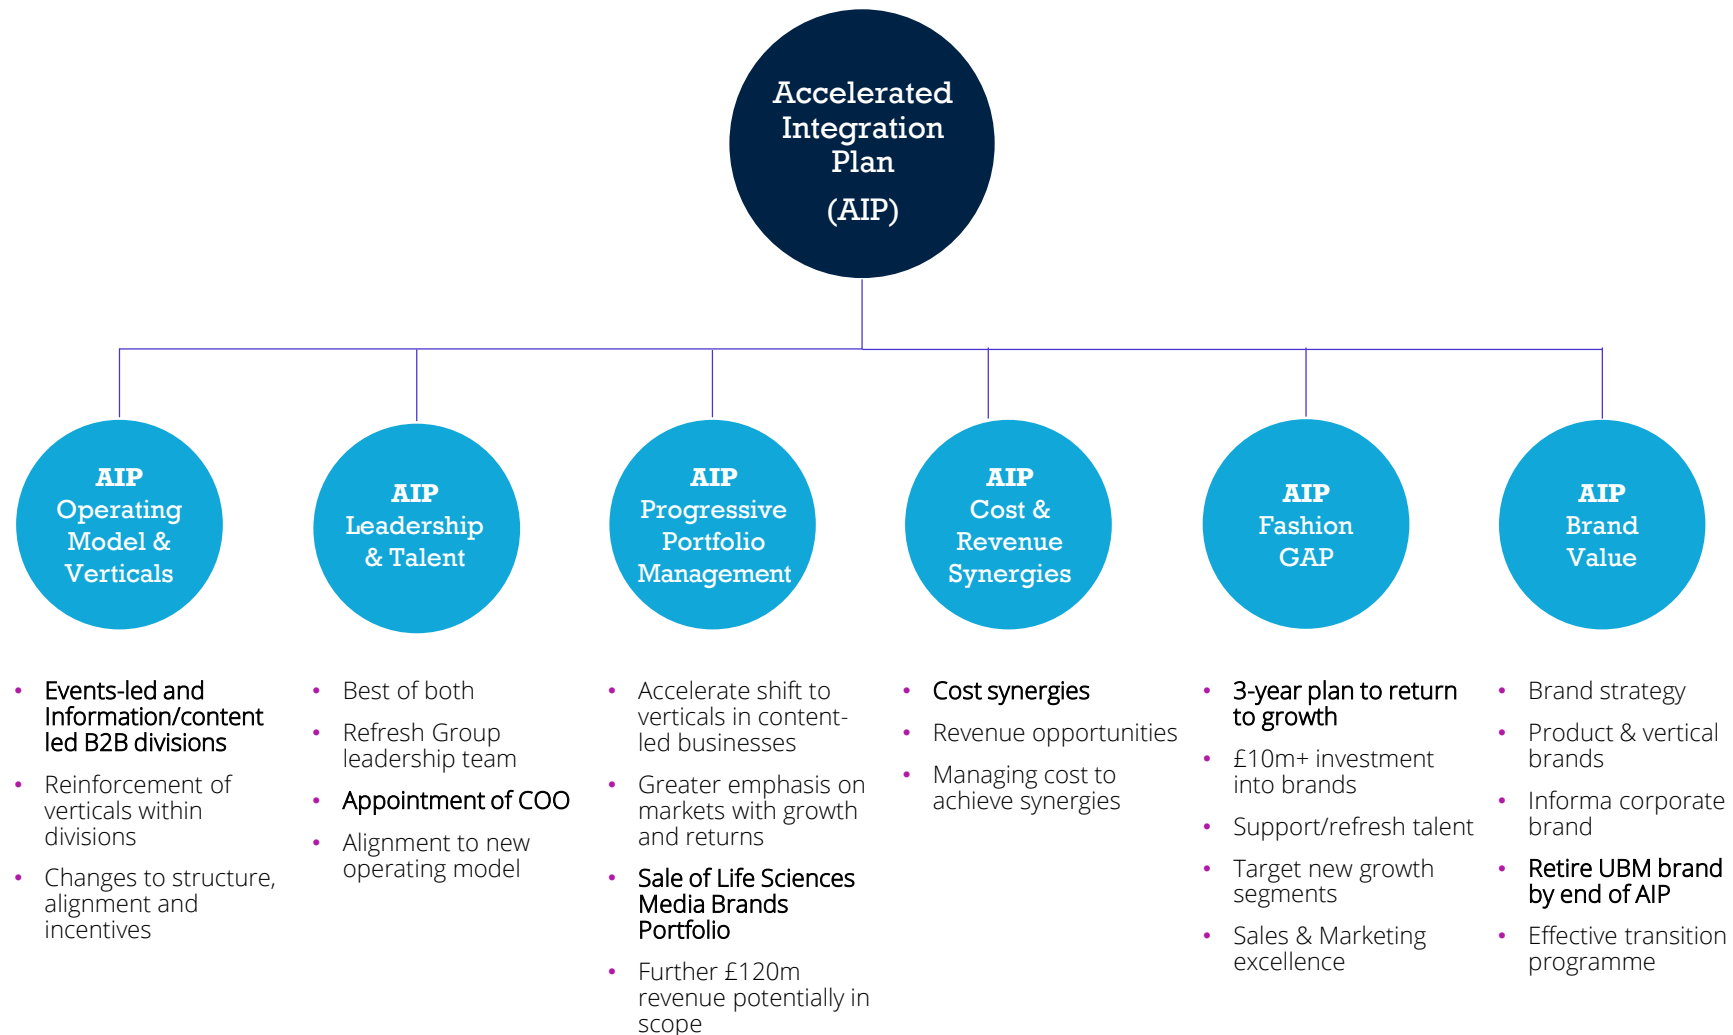 Accelerated
Integration
Plan
(AIP)
AIP
Operating
Model &
Verticals
AIP
Leadership
& Talent
AIP
Progressive
Portfolio
Management
AIP
Cost &
Revenue
Synergies
AIP
Fashion
GAP
AIP
Brand
Value
• Events-led and
Information/content
led B2B divisions
• Reinforcement of
verticals within
divisions
• Changes to structure,
alignment and
incentives
• Best of both
• Refresh Group
leadership team
• Appointment of COO
• Alignment to new
operating model
• Accelerate shift to
verticals in content-
led businesses
• Greater emphasis on
markets with growth
and returns
• Sale of Life Sciences
Media Brands
Portfolio
• Further £120m
revenue potentially in
scope
• Cost synergies
• Revenue opportunities
• Managing cost to
achieve synergies
• 3-year plan to return
to growth
• £10m+ investment
into brands
• Support/refresh talent
• Target new growth
segments
• Sales & Marketing
excellence
• Brand strategy
• Product & vertical
brands
• Informa corporate
brand
• Retire UBM brand
by end of AIP
• Effective transition
programme